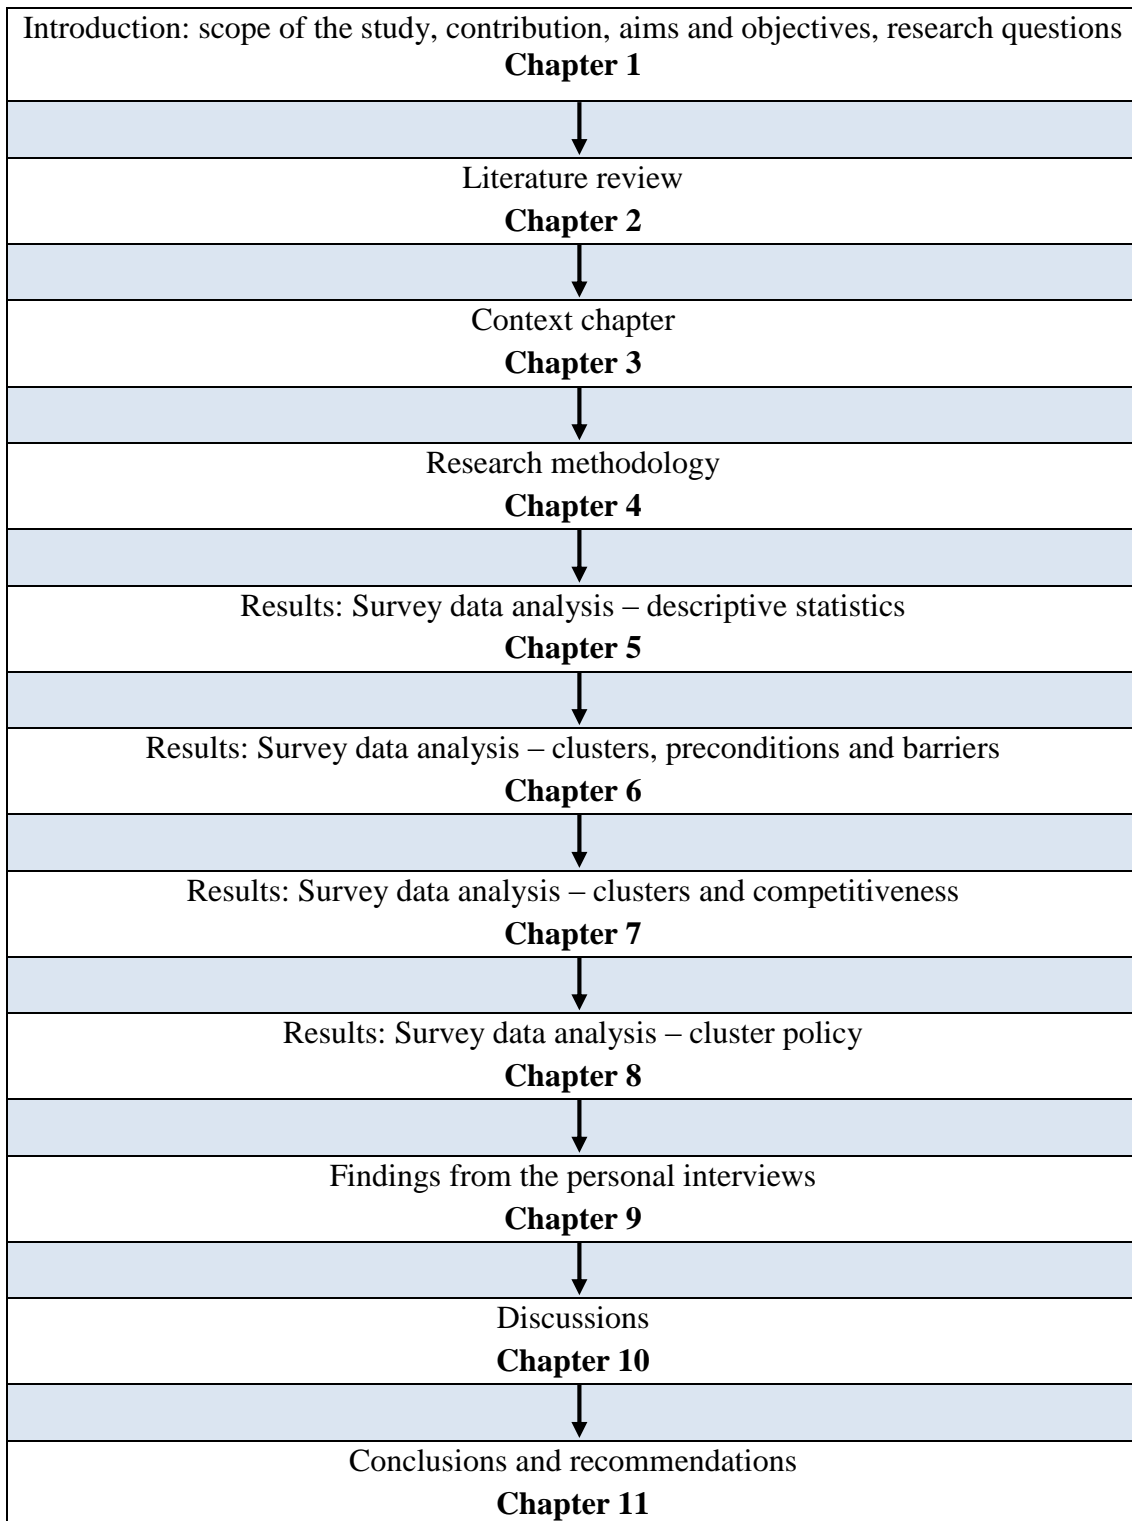 Introduction: scope of the study, contribution, aims and objectives, research questions
Chapter 1
Literature review
Chapter 2
Context chapter
Chapter 3
Research methodology
Chapter 4
Results: Survey data analysis – descriptive statistics
Chapter 5
Results: Survey data analysis – clusters, preconditions and barriers
Chapter 6
Results: Survey data analysis – clusters and competitiveness
Chapter 7
Results: Survey data analysis – cluster policy
Chapter 8
Findings from the personal interviews
Chapter 9
Discussions
Chapter 10
Conclusions and recommendations
Chapter 11